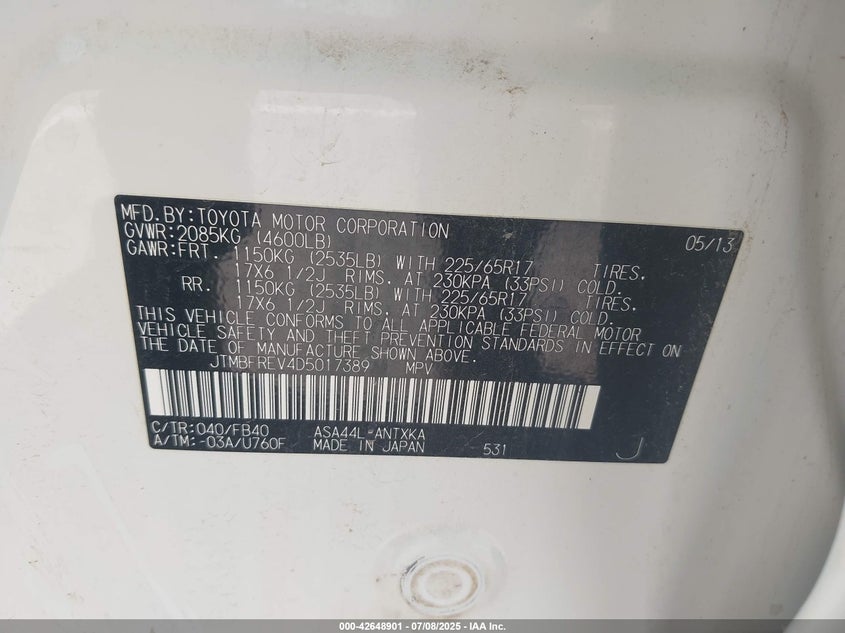 MFD.BY:TOYOTA MOTOR CORPORATION 05/13
GVWR:2085KG (4600LB)
GAWR:FRT. 1150KG (2535LB) WITH 225/65R17 TIRES.
17X6 1/2J RIMS. AT 230KPA (33PSI) COLD.
RR. 1150KG (2535LB) WITH 225/65R17 TIRES.
17X6 1/2J RIMS. AT 230KPA (33PSI) COLD.
THIS VEHICLE CONFORMS TO ALL APPLICABLE FEDERAL MOTOR
VEHICLE SAFETY AND THEFT PREVENTION STANDARDS IN EFFECT ON
THE DATE OF MANUFACTURE SHOWN ABOVE.
JTMBFREV4D5017389 MPV
C/TR:040/FB40 ASA44L-ANTXKA
A/TM:-03A/U760F MADE IN JAPAN 531 J
000-42648901 - 07/08/2025 - IAA Inc.